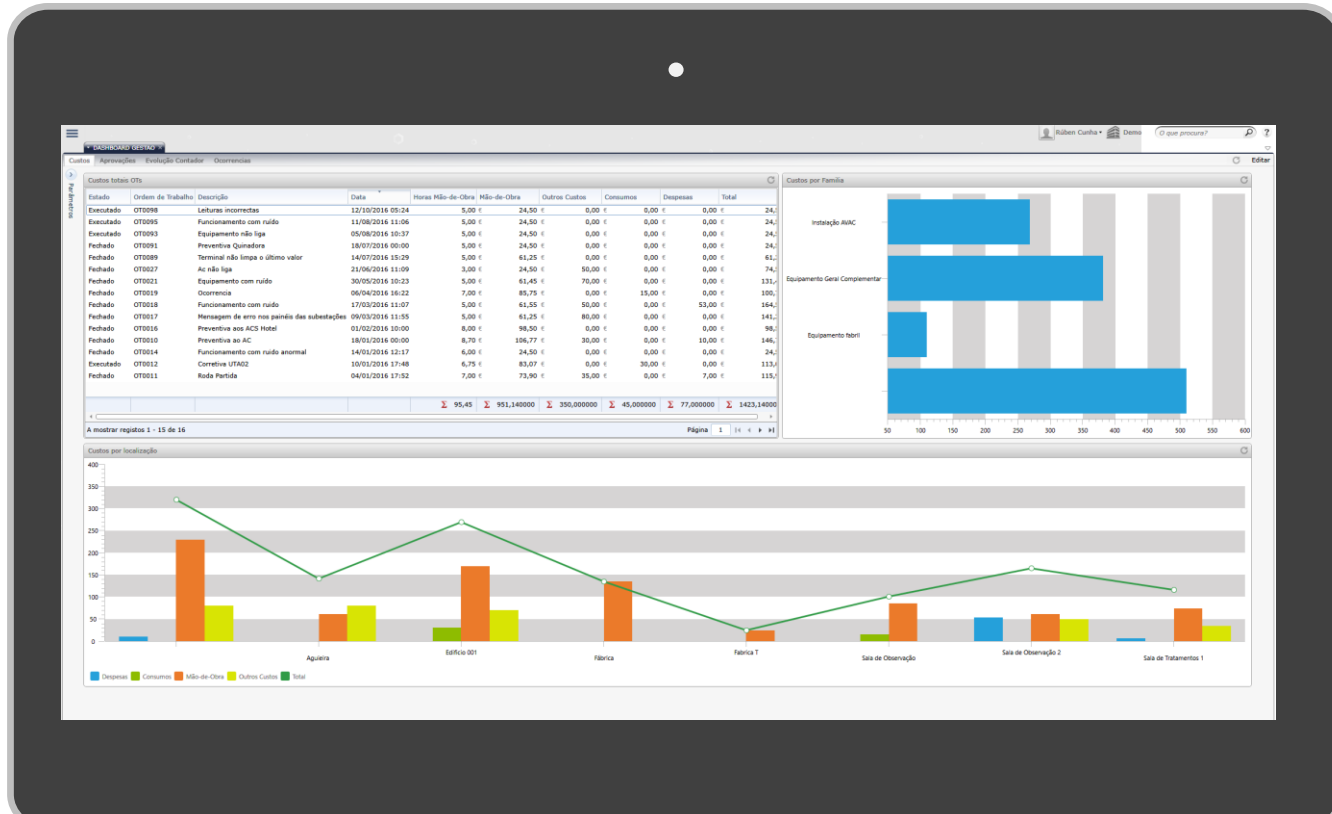 Rúben Cunha Demo O que procura? ?
DASHBOARD GESTAO
Custos Aprovações Evolução Contador Ocorrencias Editar
Parâmetros
Custos totais OTs
Estado Ordem de Trabalho Descrição Data Horas Mão-de-Obra Mão-de-Obra Outros Custos Consumos Despesas Total
Executado OT0098 Leituras incorrectas 12/10/2016 05:24 5,00 € 24,50 € 0,00 € 0,00 € 0,00 € 24,
Executado OT0095 Funcionamento com ruído 11/08/2016 11:06 5,00 € 24,50 € 0,00 € 0,00 € 0,00 € 24,
Executado OT0093 Equipamento não liga 05/08/2016 10:37 5,00 € 24,50 € 0,00 € 0,00 € 0,00 € 24,
Fechado OT0091 Preventiva Quinadora 18/07/2016 00:00 5,00 € 24,50 € 0,00 € 0,00 € 0,00 € 24,
Fechado OT0089 Terminal não limpa o último valor 14/07/2016 15:29 5,00 € 61,25 € 0,00 € 0,00 € 0,00 € 61,
Fechado OT0027 Ac não liga 21/06/2016 11:09 3,00 € 24,50 € 50,00 € 0,00 € 0,00 € 74,
Fechado OT0021 Equipamento com ruído 30/05/2016 10:23 5,00 € 61,45 € 70,00 € 0,00 € 0,00 € 131,
Fechado OT0019 Ocorrencia 06/04/2016 16:22 7,00 € 85,75 € 0,00 € 15,00 € 0,00 € 100,
Fechado OT0018 Funcionamento com ruido 17/03/2016 11:07 5,00 € 61,55 € 50,00 € 0,00 € 53,00 € 164,
Fechado OT0017 Mensagem de erro nos painéis das subestações 09/03/2016 11:55 5,00 € 61,25 € 80,00 € 0,00 € 0,00 € 141,
Fechado OT0016 Preventiva aos ACS Hotel 01/02/2016 10:00 8,00 € 98,50 € 0,00 € 0,00 € 0,00 € 98,
Fechado OT0010 Preventiva ao AC 18/01/2016 00:00 8,70 € 106,77 € 30,00 € 0,00 € 10,00 € 146,
Fechado OT0014 Funcionamento com ruido anormal 14/01/2016 12:17 6,00 € 24,50 € 0,00 € 0,00 € 0,00 € 24,
Executado OT0012 Corretive UTA02 10/01/2016 17:48 6,75 € 83,07 € 0,00 € 30,00 € 0,00 € 113,
Fechado OT0011 Roda Partida 04/01/2016 17:52 7,00 € 73,90 € 35,00 € 0,00 € 7,00 € 115,
Σ 95,45 Σ 951,140000 Σ 350,000000 Σ 45,000000 Σ 77,000000 Σ 1423,14000
A mostrar registos 1 - 15 de 16 Página 1
Custos por Familia
Instalação AVAC
Equipamento Geral Complementar
Equipamento fabril
50 100 150 200 250 300 350 400 450 500 550 600
Custos por localização
400
350
300
250
200
150
100
50
0
Aguieira Edificio 001 Fábrica Fabrica T Sala de Observação Sala de Observação 2 Sala de Tratamentos 1
Despesas Consumos Mão-de-Obra Outros Custos Total